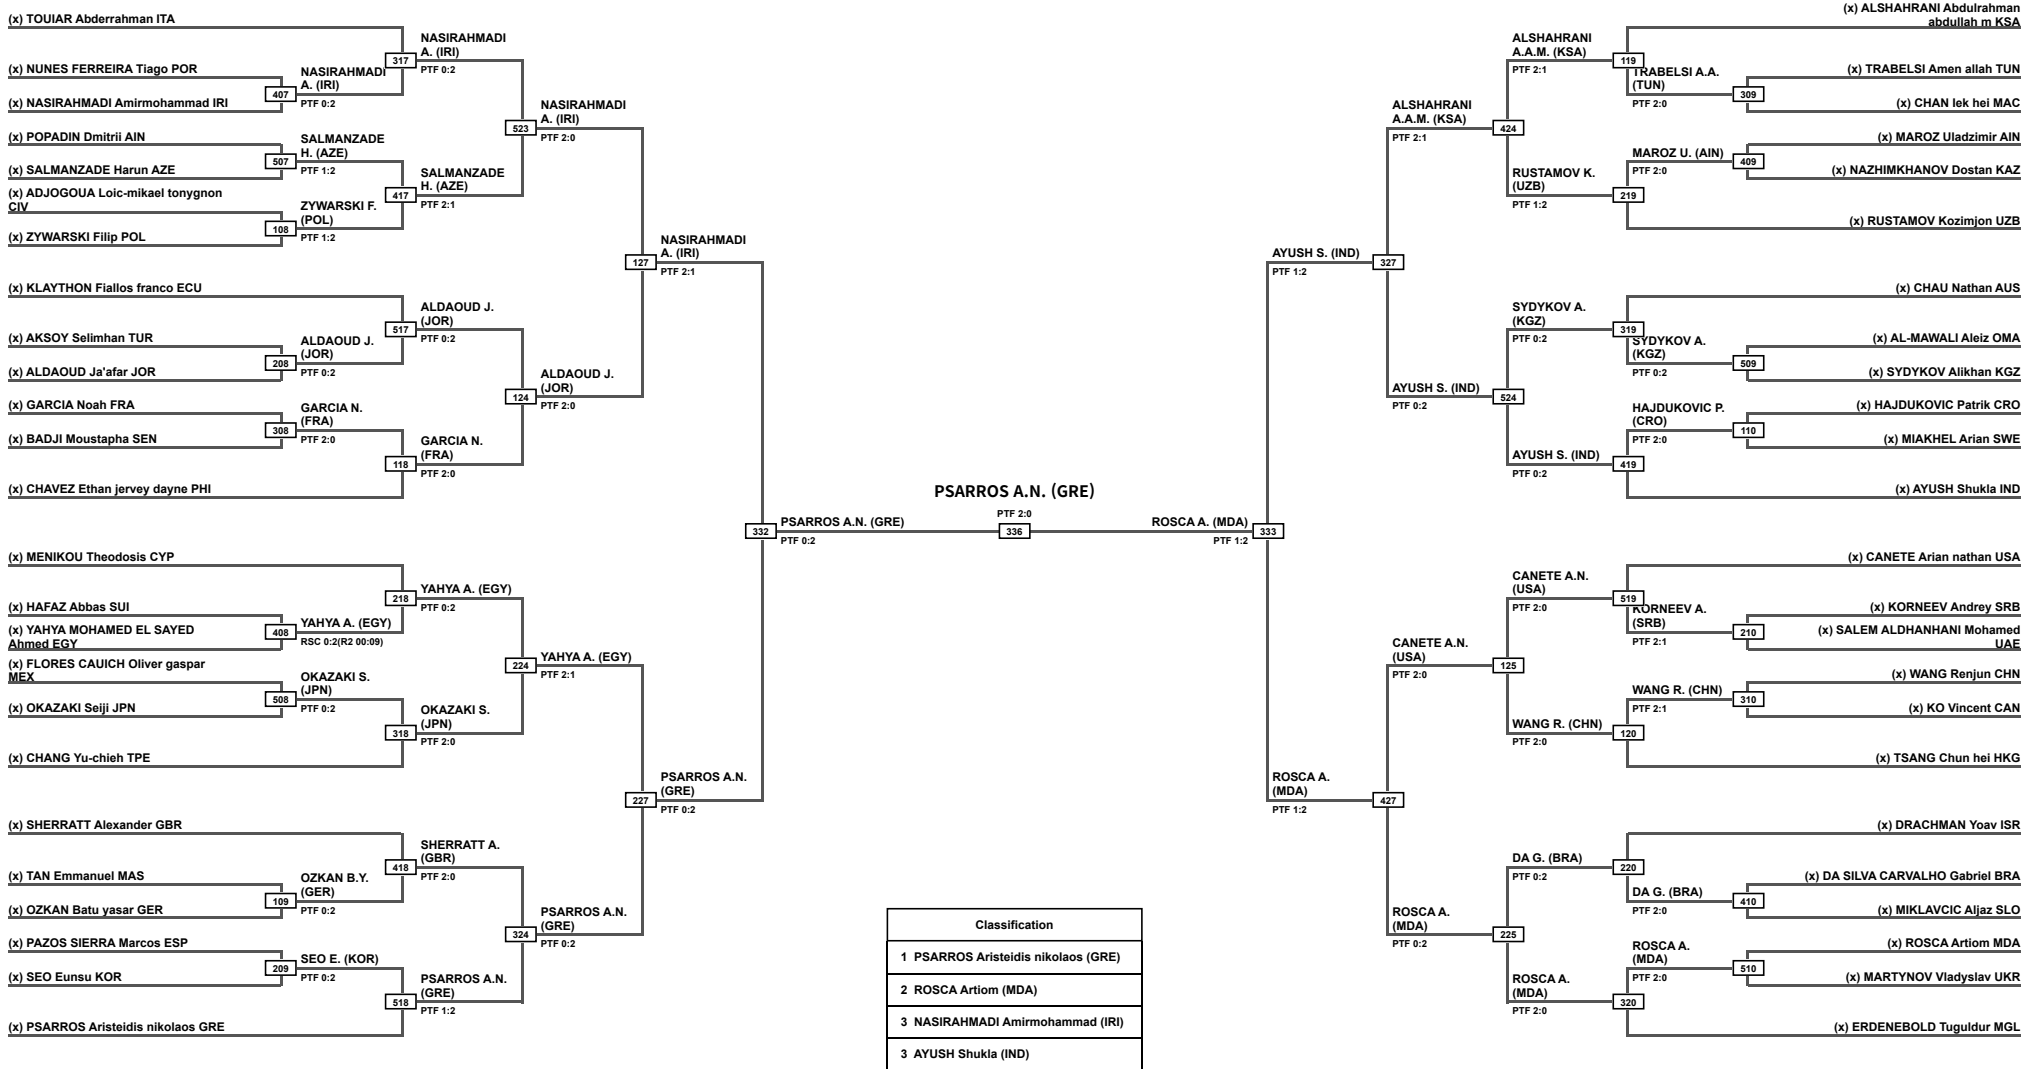 (x) TOUIAR Abderrahman ITA
(x) NUNES FERREIRA Tiago POR
(x) NASIRAHMADI Amirmohammad IRI
(x) POPADIN Dmitrii AIN
(x) SALMANZADE Harun AZE
(x) ADJOGOUA Loic-mikael tonygnon
CIV
(x) ZYWARSKI Filip POL
(x) KLAYTHON Fiallos franco ECU
(x) AKSOY Selimhan TUR
(x) ALDAOUD Ja'afar JOR
(x) GARCIA Noah FRA
(x) BADJI Moustapha SEN
(x) CHAVEZ Ethan jervey dayne PHI
(x) MENIKOU Theodosis CYP
(x) HAFAZ Abbas SUI
(x) YAHYA MOHAMED EL SAYED
Ahmed EGY
(x) FLORES CAUICH Oliver gaspar
MEX
(x) OKAZAKI Seiji JPN
(x) CHANG Yu-chieh TPE
(x) SHERRATT Alexander GBR
(x) TAN Emmanuel MAS
(x) OZKAN Batu yasar GER
(x) PAZOS SIERRA Marcos ESP
(x) SEO Eunsu KOR
(x) PSARROS Aristeidis nikolaos GRE
407
NASIRAHMADI
A. (IRI)
PTF 0:2
507
SALMANZADE
H. (AZE)
PTF 1:2
108
ZYWARSKI F.
(POL)
PTF 1:2
208
ALDAOUD J.
(JOR)
PTF 0:2
308
GARCIA N.
(FRA)
PTF 2:0
408
YAHYA A. (EGY)
RSC 0:2(R2 00:09)
508
OKAZAKI S.
(JPN)
PTF 0:2
109
OZKAN B.Y.
(GER)
PTF 0:2
209
SEO E. (KOR)
PTF 0:2
317
NASIRAHMADI
A. (IRI)
PTF 0:2
417
SALMANZADE
H. (AZE)
PTF 2:1
517
ALDAOUD J.
(JOR)
PTF 0:2
118
GARCIA N.
(FRA)
PTF 2:0
218
YAHYA A. (EGY)
PTF 0:2
318
OKAZAKI S.
(JPN)
PTF 2:0
418
SHERRATT A.
(GBR)
PTF 2:0
518
PSARROS A.N.
(GRE)
PTF 1:2
523
NASIRAHMADI
A. (IRI)
PTF 2:0
124
ALDAOUD J.
(JOR)
PTF 2:0
224
YAHYA A. (EGY)
PTF 2:1
324
PSARROS A.N.
(GRE)
PTF 0:2
127
NASIRAHMADI
A. (IRI)
PTF 2:1
227
PSARROS A.N.
(GRE)
PTF 0:2
332
PSARROS A.N. (GRE)
PTF 0:2
PSARROS A.N. (GRE)
PTF 2:0
336
ROSCA A. (MDA)
PTF 1:2
333
AYUSH S. (IND)
PTF 1:2
327
ROSCA A.
(MDA)
PTF 1:2
427
ALSHAHRANI
A.A.M. (KSA)
PTF 2:1
424
AYUSH S. (IND)
PTF 0:2
524
CANETE A.N.
(USA)
PTF 2:0
125
ROSCA A.
(MDA)
PTF 0:2
225
ALSHAHRANI
A.A.M. (KSA)
PTF 2:1
119
RUSTAMOV K.
(UZB)
PTF 1:2
219
SYDYKOV A.
(KGZ)
PTF 0:2
319
AYUSH S. (IND)
PTF 0:2
419
CANETE A.N.
(USA)
PTF 2:0
519
WANG R. (CHN)
PTF 2:0
120
DA G. (BRA)
PTF 0:2
220
ROSCA A.
(MDA)
PTF 2:0
320
TRABELSI A.A.
(TUN)
PTF 2:0
309
MAROZ U. (AIN)
PTF 2:0
409
SYDYKOV A.
(KGZ)
PTF 0:2
509
HAJDUKOVIC P.
(CRO)
PTF 2:0
110
KORNEEV A.
(SRB)
PTF 2:1
210
WANG R. (CHN)
PTF 2:1
310
DA G. (BRA)
PTF 2:0
410
ROSCA A.
(MDA)
PTF 2:0
510
(x) ALSHAHRANI Abdulrahman
abdullah m KSA
(x) TRABELSI Amen allah TUN
(x) CHAN Iek hei MAC
(x) MAROZ Uladzimir AIN
(x) NAZHIMKHANOV Dostan KAZ
(x) RUSTAMOV Kozimjon UZB
(x) CHAU Nathan AUS
(x) AL-MAWALI Aleiz OMA
(x) SYDYKOV Alikhan KGZ
(x) HAJDUKOVIC Patrik CRO
(x) MIAKHEL Arian SWE
(x) AYUSH Shukla IND
(x) CANETE Arian nathan USA
(x) KORNEEV Andrey SRB
(x) SALEM ALDHANHANI Mohamed
UAE
(x) WANG Renjun CHN
(x) KO Vincent CAN
(x) TSANG Chun hei HKG
(x) DRACHMAN Yoav ISR
(x) DA SILVA CARVALHO Gabriel BRA
(x) MIKLAVCIC Aljaz SLO
(x) ROSCA Artiom MDA
(x) MARTYNOV Vladyslav UKR
(x) ERDENEBOLD Tuguldur MGL
Classification
1 PSARROS Aristeidis nikolaos (GRE)
2 ROSCA Artiom (MDA)
3 NASIRAHMADI Amirmohammad (IRI)
3 AYUSH Shukla (IND)